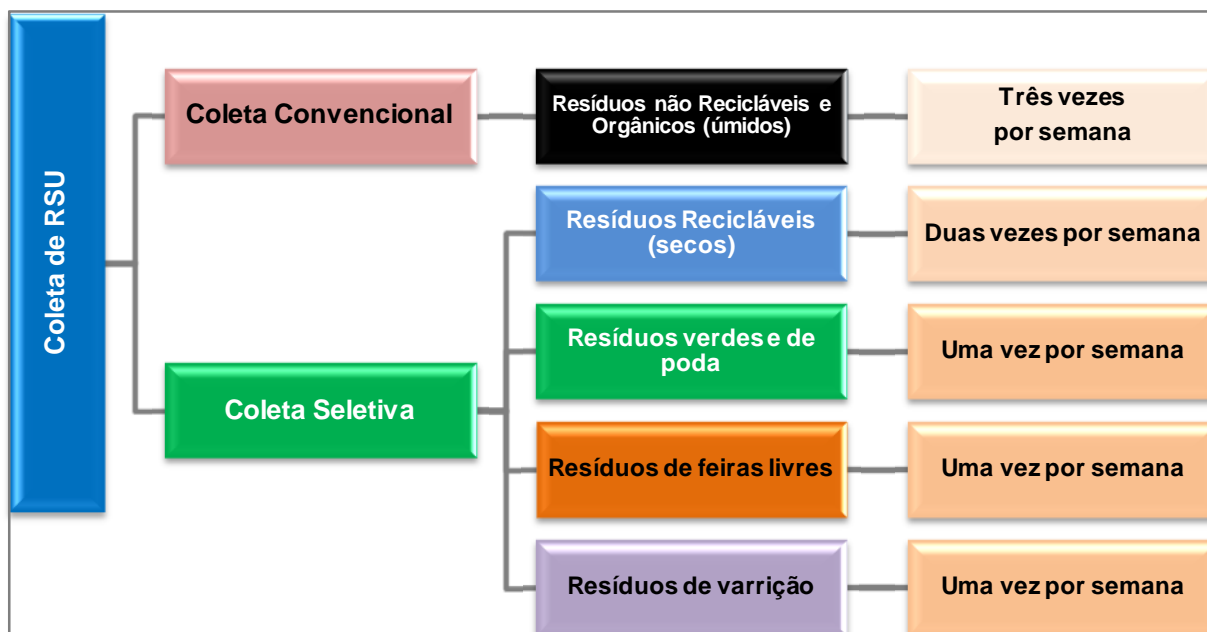 Coleta de RSU
Coleta Convencional
Resíduos não Recicláveis e
Orgânicos (úmidos)
Três vezes
por semana
Resíduos Recicláveis
(secos)
Duas vezes por semana
Coleta Seletiva
Resíduos verdes e de
poda
Uma vez por semana
Resíduos de feiras livres
Uma vez por semana
Resíduos de varrição
Uma vez por semana